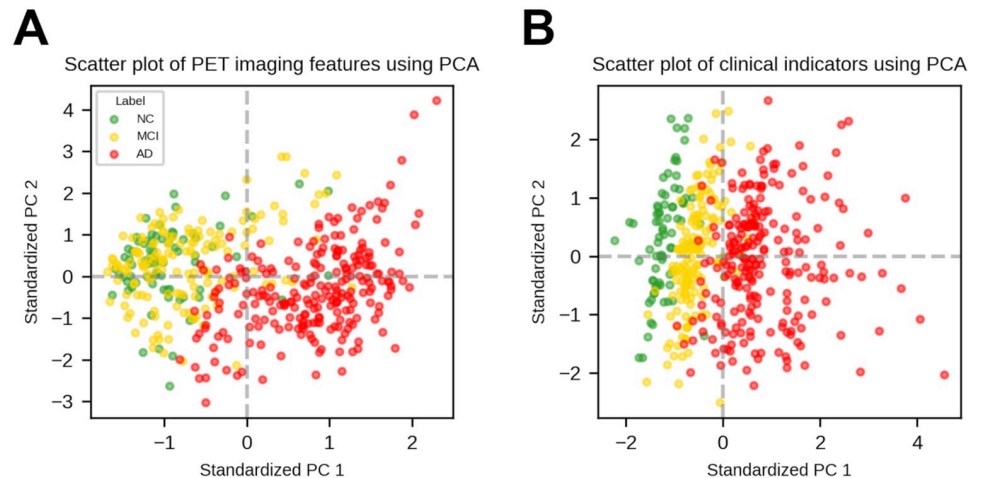 A
B
Scatter plot of PET imaging features using PCA
Scatter plot of clinical indicators using PCA
Label
NC
MCI
AD
4
3
2
1
0
−1
−2
−3
Standardized PC 2
−1
0
1
2
Standardized PC 1
2
1
0
−1
−2
Standardized PC 2
−2
0
2
4
Standardized PC 1